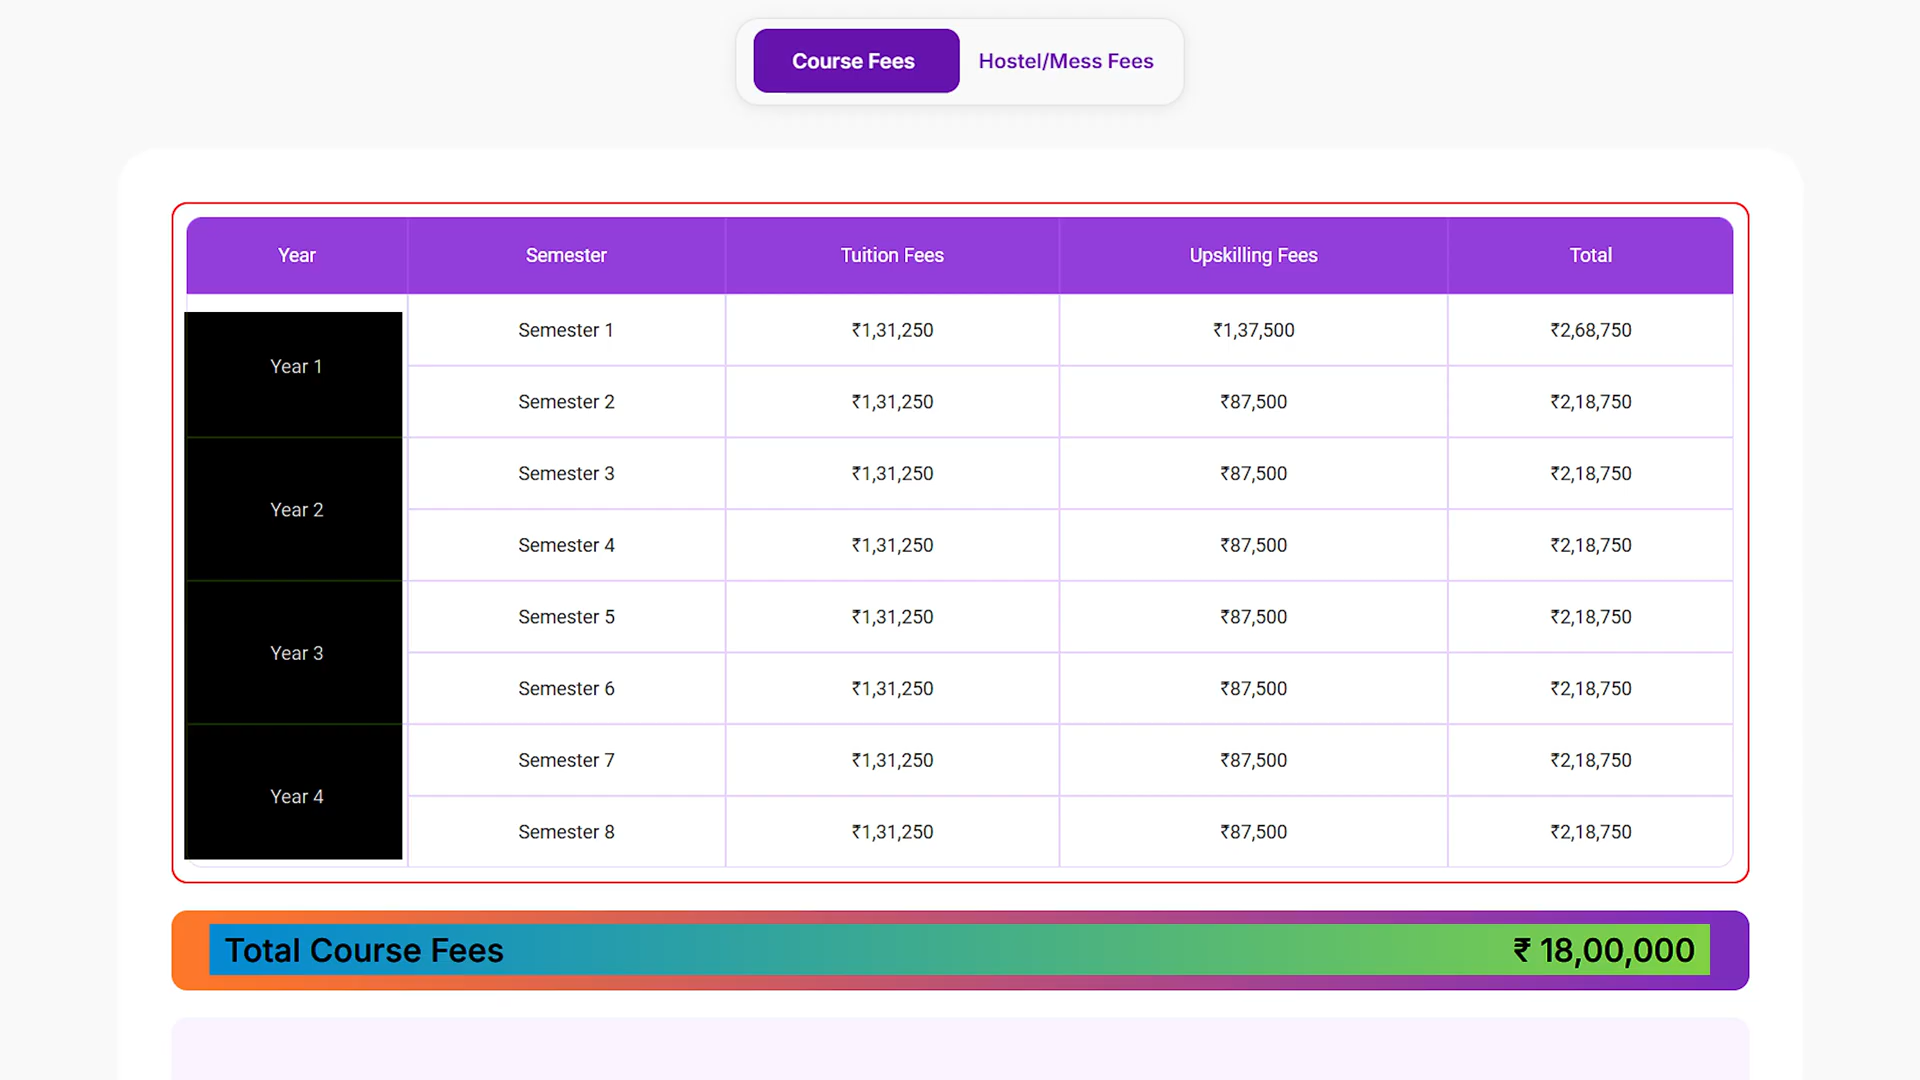 Course Fees Hostel/Mess Fees
Year Semester Tuition Fees Upskilling Fees Total
Year 1
Semester 1 ₹1,31,250 ₹1,37,500 ₹2,68,750
Semester 2 ₹1,31,250 ₹87,500 ₹2,18,750
Year 2
Semester 3 ₹1,31,250 ₹87,500 ₹2,18,750
Semester 4 ₹1,31,250 ₹87,500 ₹2,18,750
Year 3
Semester 5 ₹1,31,250 ₹87,500 ₹2,18,750
Semester 6 ₹1,31,250 ₹87,500 ₹2,18,750
Year 4
Semester 7 ₹1,31,250 ₹87,500 ₹2,18,750
Semester 8 ₹1,31,250 ₹87,500 ₹2,18,750
Total Course Fees ₹ 18,00,000